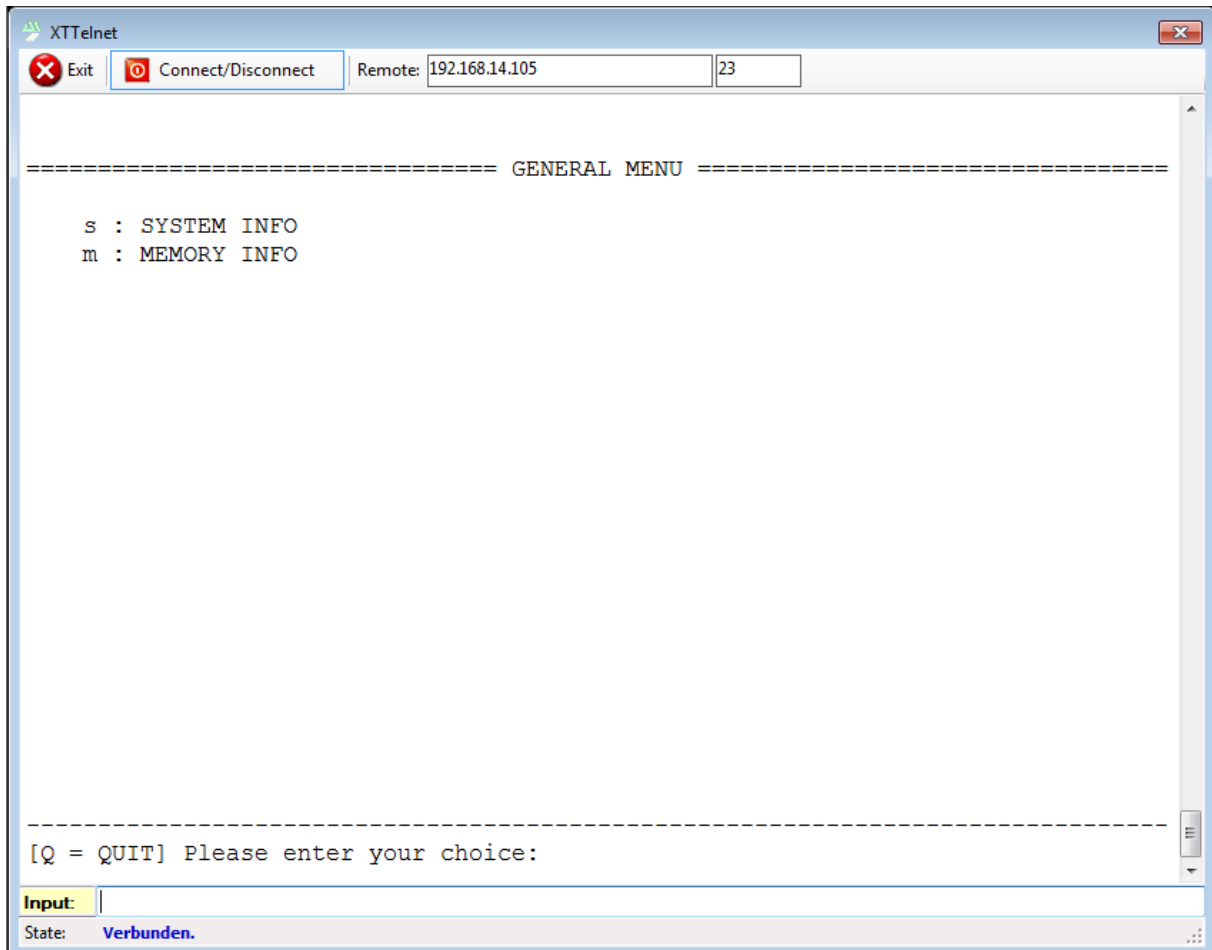 XTTelnet
Exit Connect/Disconnect Remote: 192.168.14.105 23
================================= GENERAL MENU =================================
s : SYSTEM INFO
m : MEMORY INFO
--------------------------------------------------------------------------------
[Q = QUIT] Please enter your choice:
Input:
State: Verbunden.